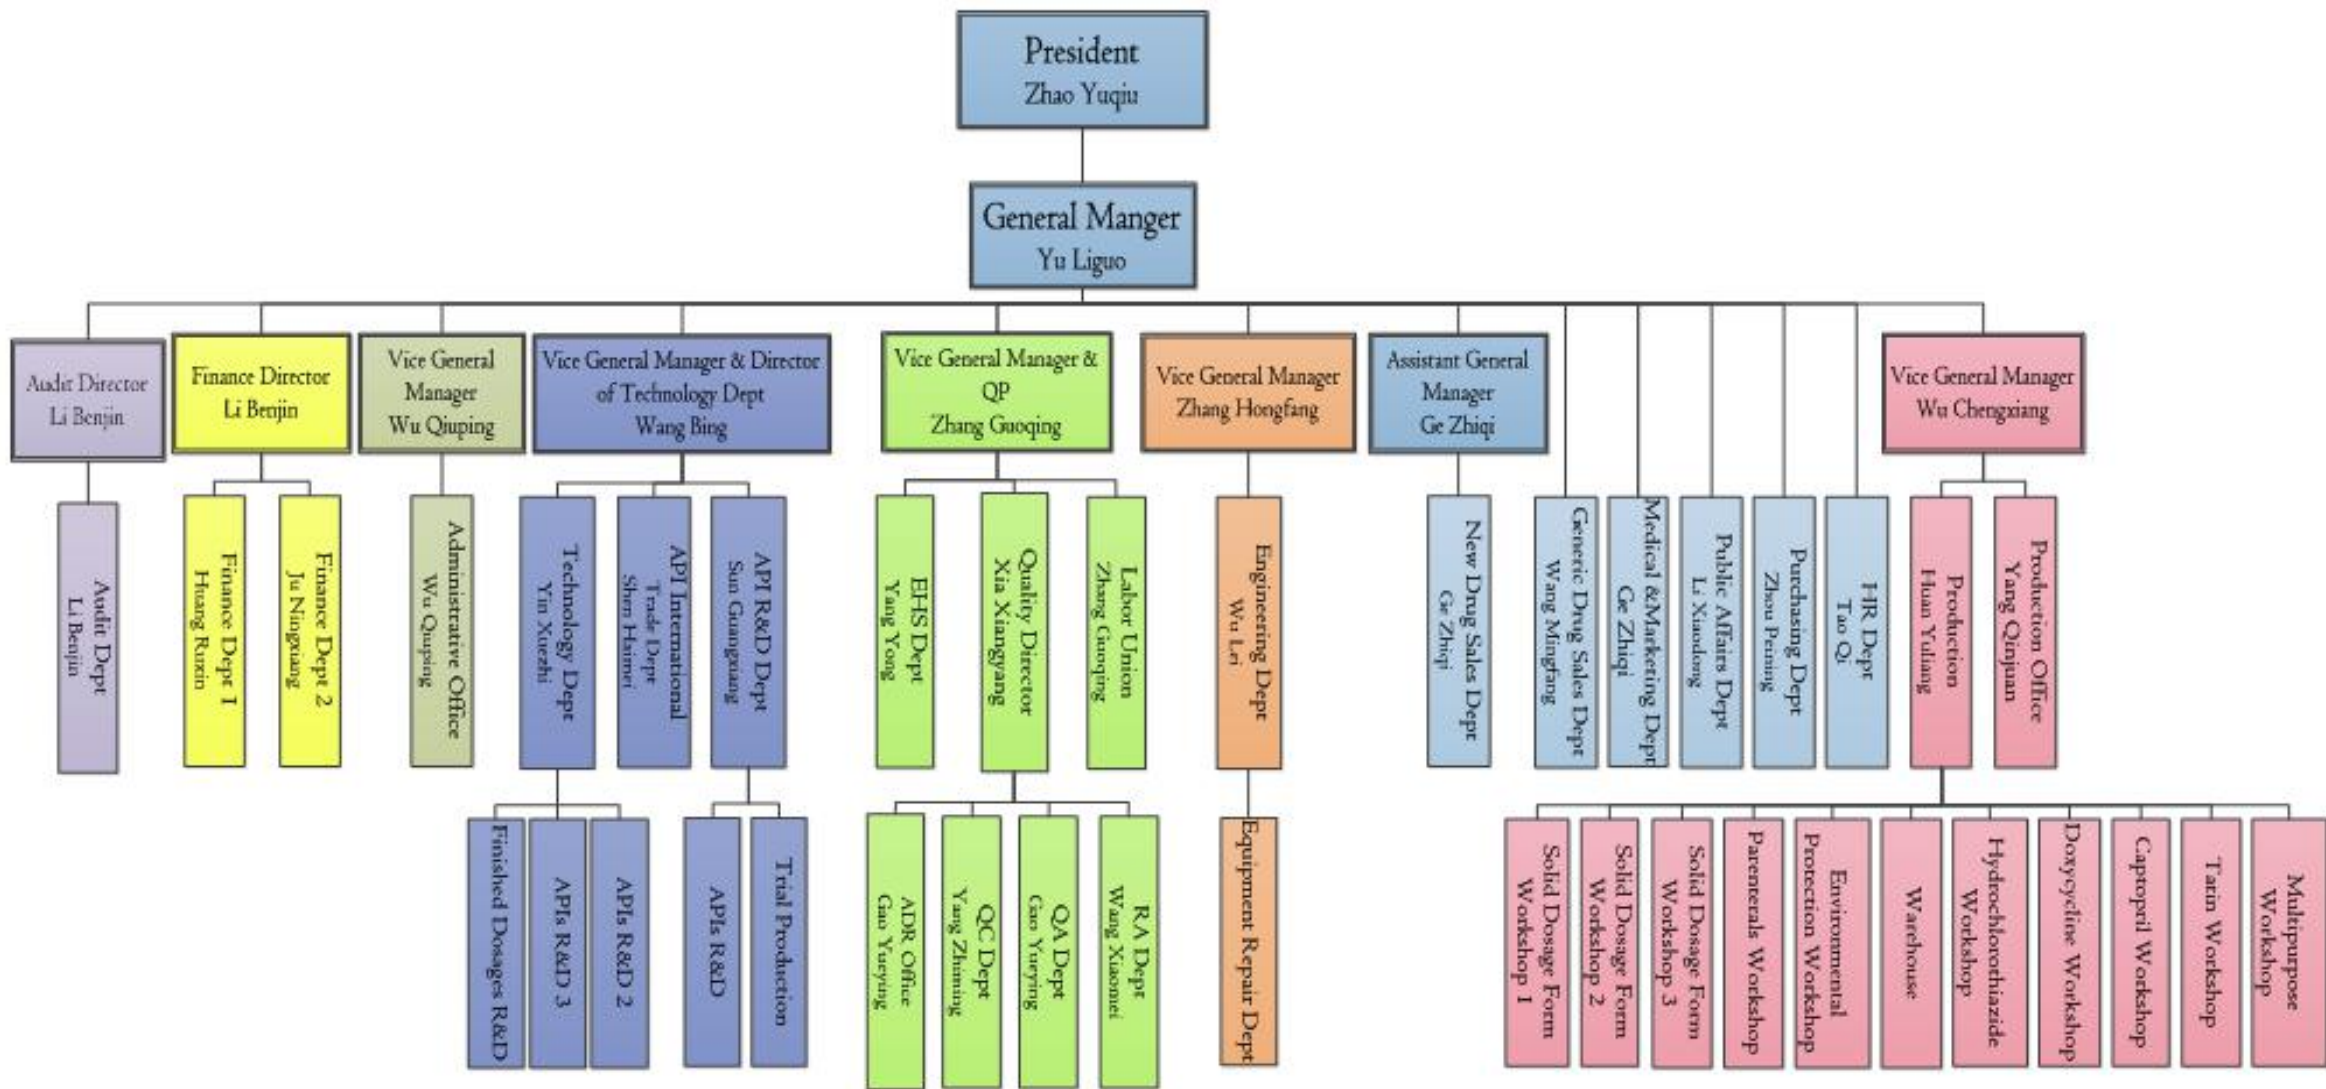 President
Zhao Yuqiu
General Manger
Yu Liguo
Audit Director
Li Benjin
Finance Director
Li Benjin
Vice General
Manager
Wu Qiuping
Vice General Manager & Director
of Technology Dept
Wang Bing
Vice General Manager &
QP
Zhang Guoqing
Vice General Manager
Zhang Hongfang
Assistant General
Manager
Ge Zhiqi
Vice General Manager
Wu Chengxiang
Audit Dept
Li Benjin
Finance Dept 1
Huang Ruxin
Finance Dept 2
Ju Ningxiang
Administrative Office
Wu Qiuping
Technology Dept
Yin Xuezhi
API International
Trade Dept
Shen Haimei
API R&D Dept
Sun Guangxiang
EHS Dept
Yang Yong
Quality Director
Xia Xiangyang
Labor Union
Zhang Guoqing
Engineering Dept
Wu Lei
New Drug Sales Dept
Ge Zhiqi
Generic Drug Sales Dept
Wang Mingfang
Medical &Marketing Dept
Ge Zhiqi
Public Affairs Dept
Li Xiaodong
Purchasing Dept
Zhou Peining
HR Dept
Tao Qi
Production
Huan Yuliang
Production Office
Yang Qinjuan
Finished Dosages R&D
APIs R&D 3
APIs R&D 2
APIs R&D
Trial Production
ADR Office
Gao Yueying
QC Dept
Yang Zhiming
QA Dept
Gao Yueying
RA Dept
Wang Xiaomei
Equipment Repair Dept
Solid Dosage Form
Workshop 1
Solid Dosage Form
Workshop 2
Solid Dosage Form
Workshop 3
Parenterals Workshop
Environmental
Protection Workshop
Warehouse
Hydrochlorothiazide
Workshop
Doxycycline Workshop
Captopril Workshop
Tarin Workshop
Multipurpose
Workshop